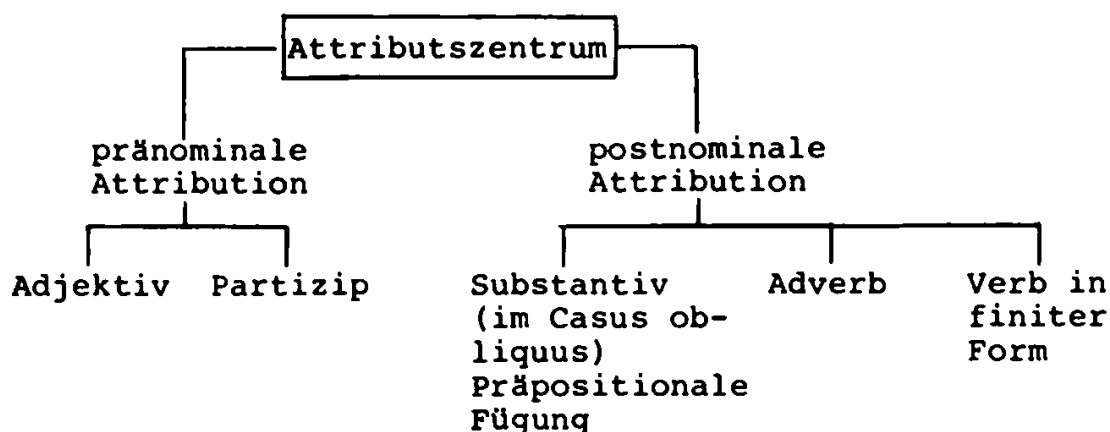 Attributszentrum
pränominale
Attribution
postnominale
Attribution
Adjektiv
Partizip
Substantiv
(im Casus ob-
liquus)
Präpositionale
Fügung
Adverb
Verb in
finiter
Form